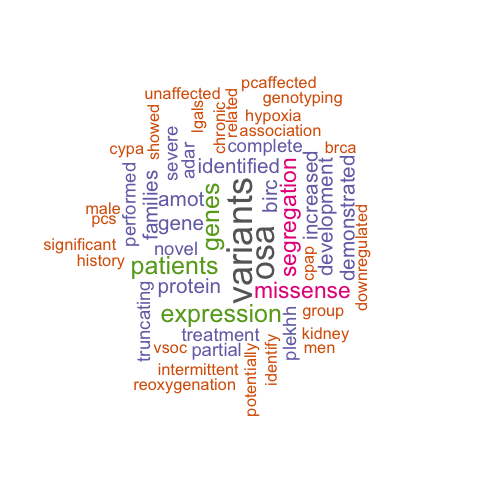 pcaffected
unaffected
genotyping
lgals
chronic
related
hypoxia
showed
association
severe
adar
complete
brca
cypa
identified
segregation
increased
development
demonstrated
performed
families
amot
genes
variants
birc
male
pcs
gene
osa
significant
novel
cpap
downregulated
history
patients
protein
missense
truncating
expression
group
treatment
plekhh
kidney
vsoc
partial
men
potentially
identify
intermittent
reoxygenation